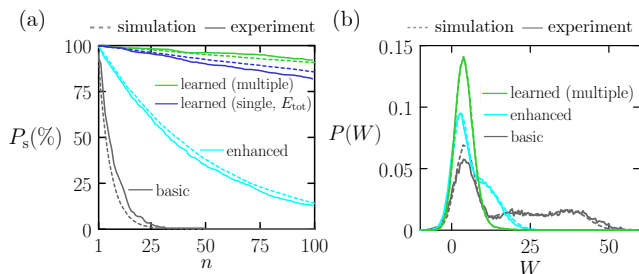 (a)
simulation
experiment
100
75
50
25
0
P_s(%)
learned (multiple)
learned (single, E_tot)
enhanced
basic
1
25
50
75
100
n
(b)
simulation
experiment
0.15
0.1
0.05
0
P(W)
learned (multiple)
enhanced
basic
0
25
50
W